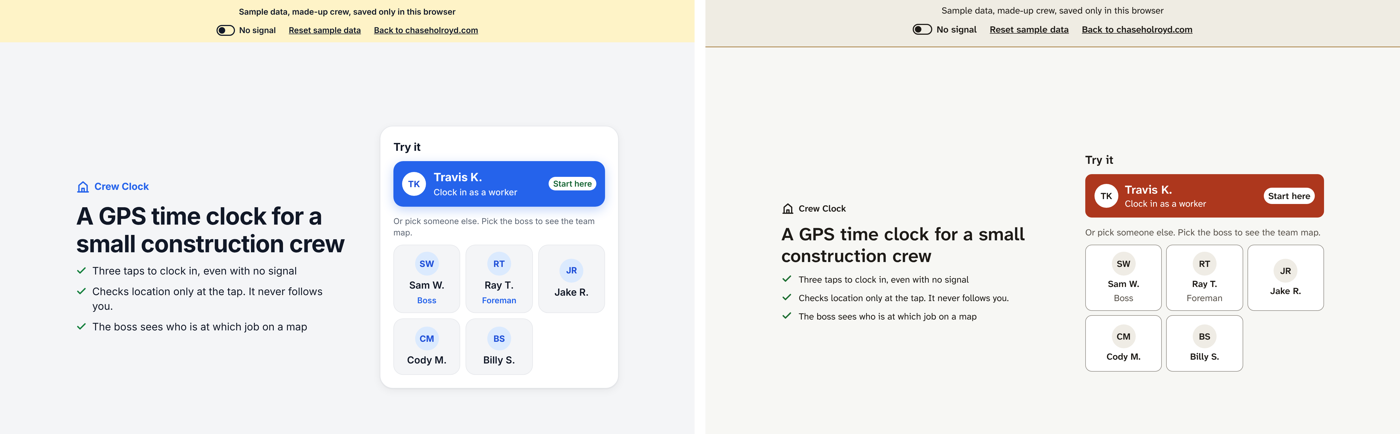 Sample data, made-up crew, saved only in this browser
No signal Reset sample data Back to chaseholroyd.com
Crew Clock
A GPS time clock for a
small construction crew
Three taps to clock in, even with no signal
Checks location only at the tap. It never follows
you.
The boss sees who is at which job on a map
Try it
TK Travis K.
Clock in as a worker
Start here
Or pick someone else. Pick the boss to see the team
map.
SW
Sam W.
Boss
RT
Ray T.
Foreman
JR
Jake R.
CM
Cody M.
BS
Billy S.
Sample data, made-up crew, saved only in this browser
No signal Reset sample data Back to chaseholroyd.com
Crew Clock
A GPS time clock for a small
construction crew
Three taps to clock in, even with no signal
Checks location only at the tap. It never follows you.
The boss sees who is at which job on a map
Try it
TK Travis K.
Clock in as a worker
Start here
Or pick someone else. Pick the boss to see the team map.
SW
Sam W.
Boss
RT
Ray T.
Foreman
JR
Jake R.
CM
Cody M.
BS
Billy S.